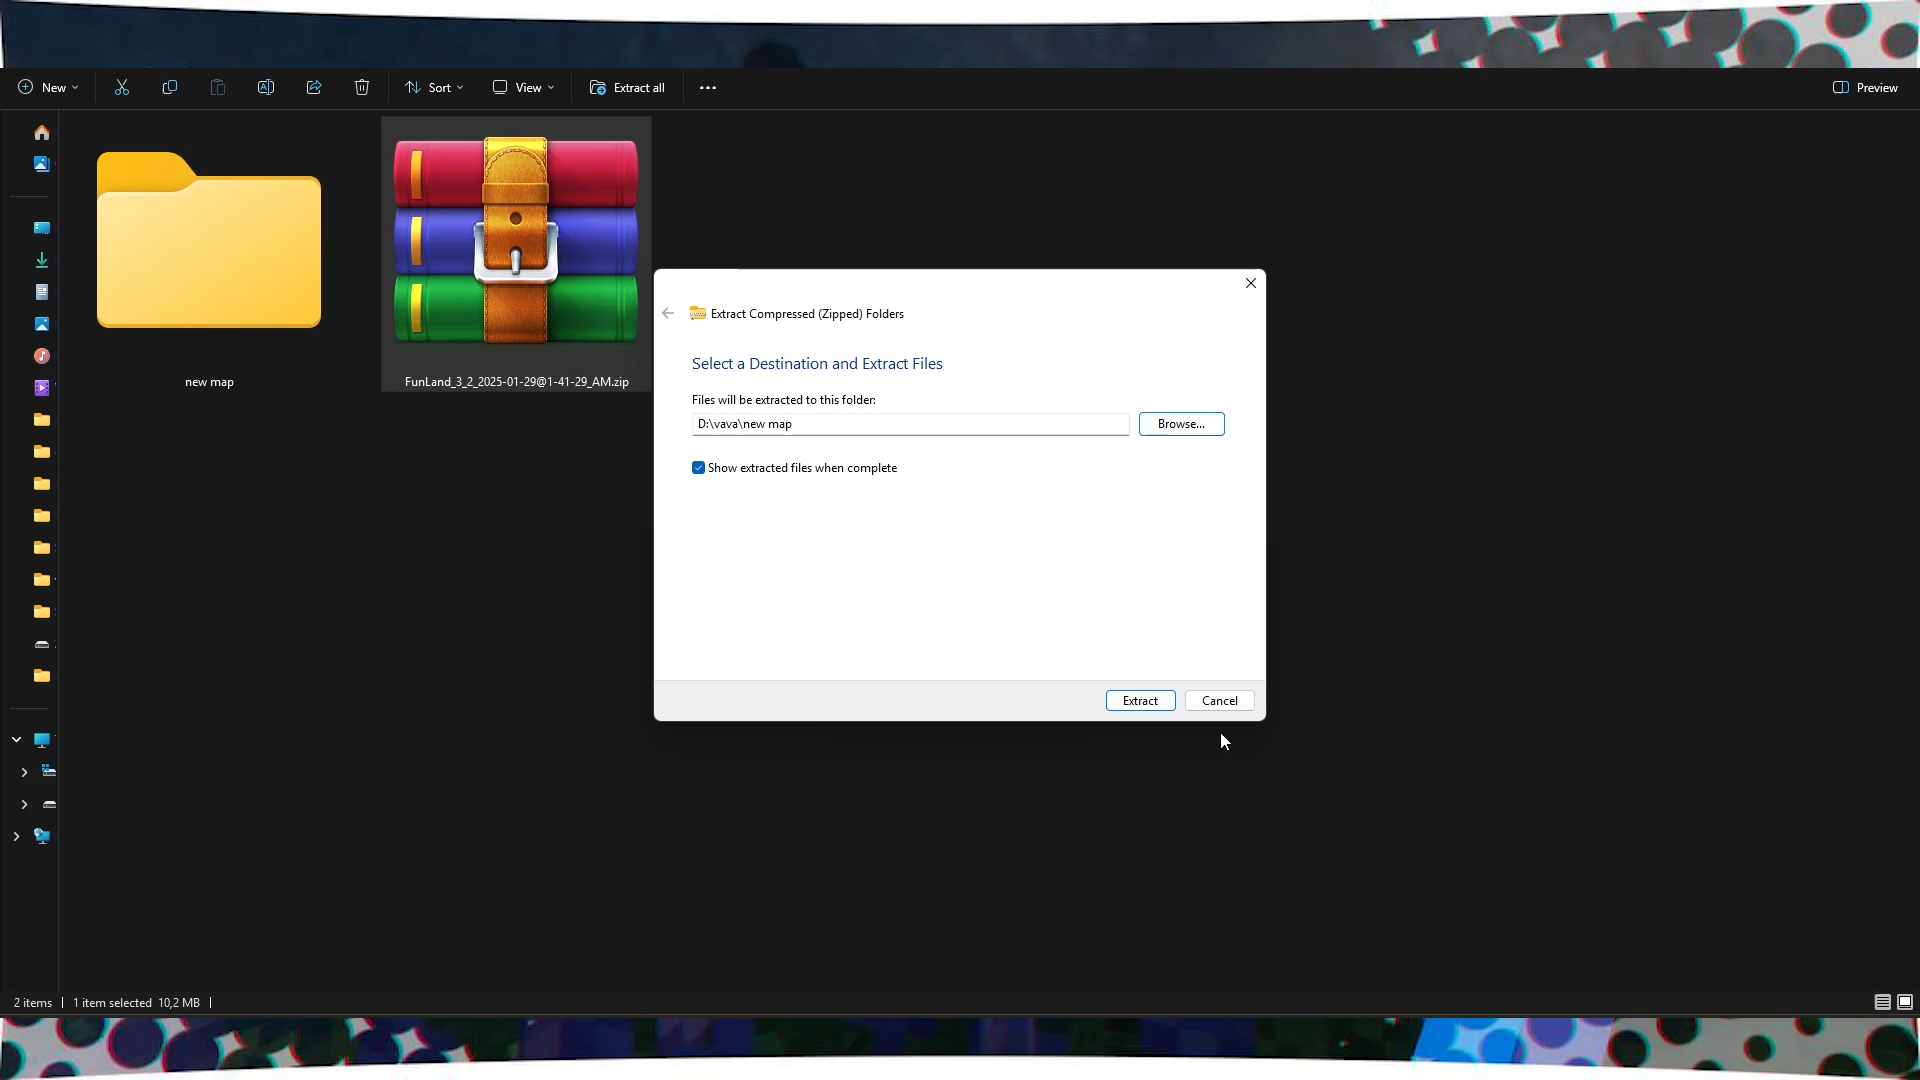 New
Sort
View
Extract all
Preview
new map
FunLand_3_2_2025-01-29@1-41-29_AM.zip
Extract Compressed (Zipped) Folders
Select a Destination and Extract Files
Files will be extracted to this folder:
D:\vava\new map
Browse...
Show extracted files when complete
Extract
Cancel
2 items
1 item selected 10,2 MB